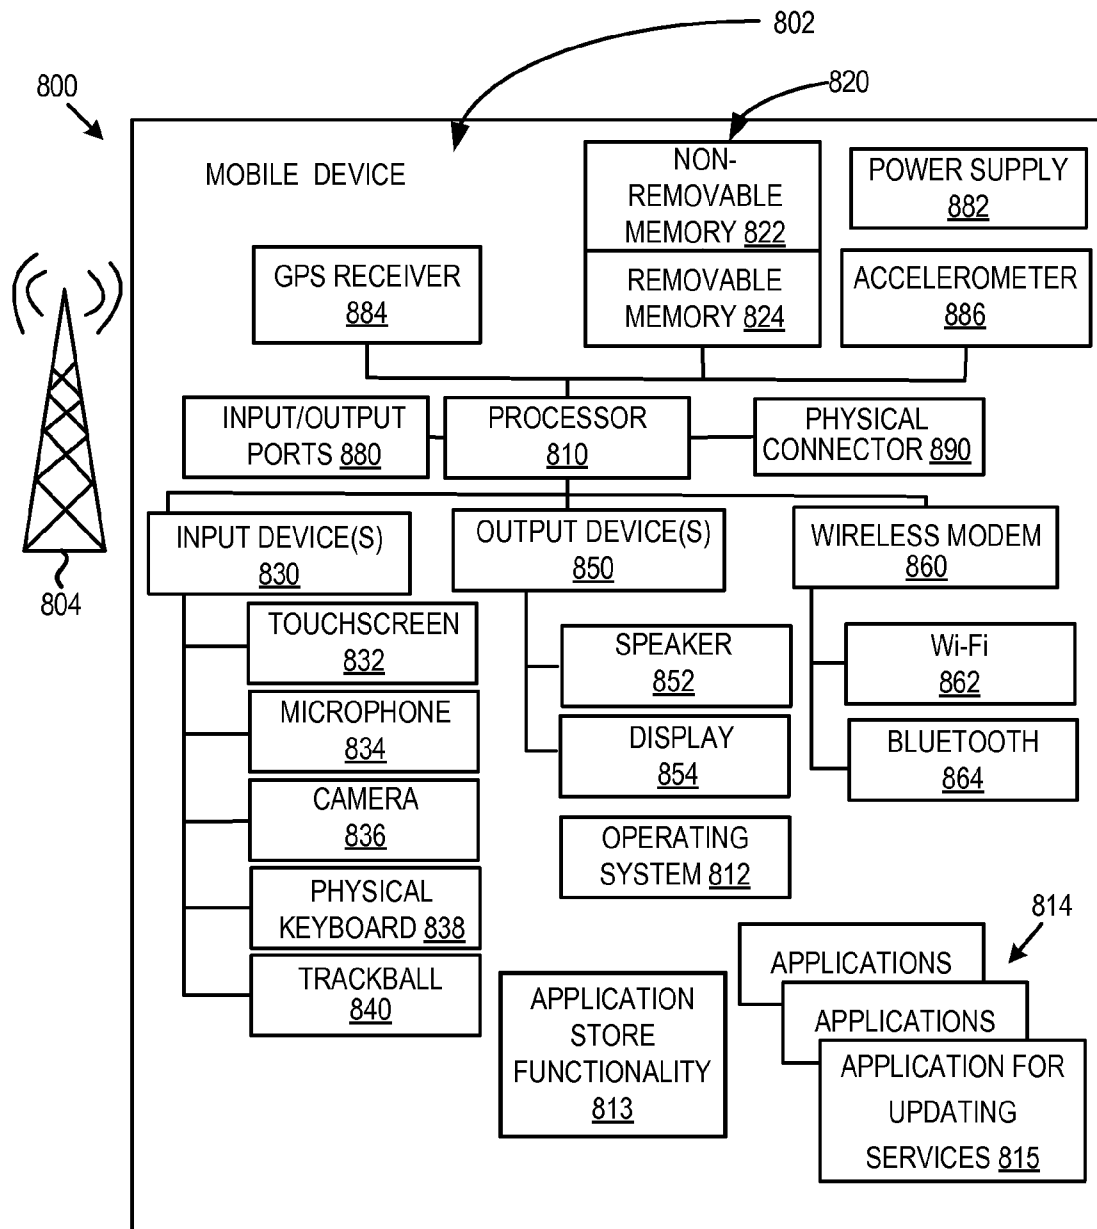 802
800
820
MOBILE DEVICE
NON-
REMOVABLE
MEMORY 822
POWER SUPPLY
882
GPS RECEIVER
884
REMOVABLE
MEMORY 824
ACCELEROMETER
886
INPUT/OUTPUT
PORTS 880
PROCESSOR
810
PHYSICAL
CONNECTOR 890
INPUT DEVICE(S)
830
OUTPUT DEVICE(S)
850
WIRELESS MODEM
860
804
TOUCHSCREEN
832
SPEAKER
852
Wi-Fi
862
MICROPHONE
834
DISPLAY
854
BLUETOOTH
864
CAMERA
836
OPERATING
SYSTEM 812
PHYSICAL
KEYBOARD 838
814
TRACKBALL
840
APPLICATION
STORE
FUNCTIONALITY
813
APPLICATIONS
APPLICATIONS
APPLICATION FOR
UPDATING
SERVICES 815